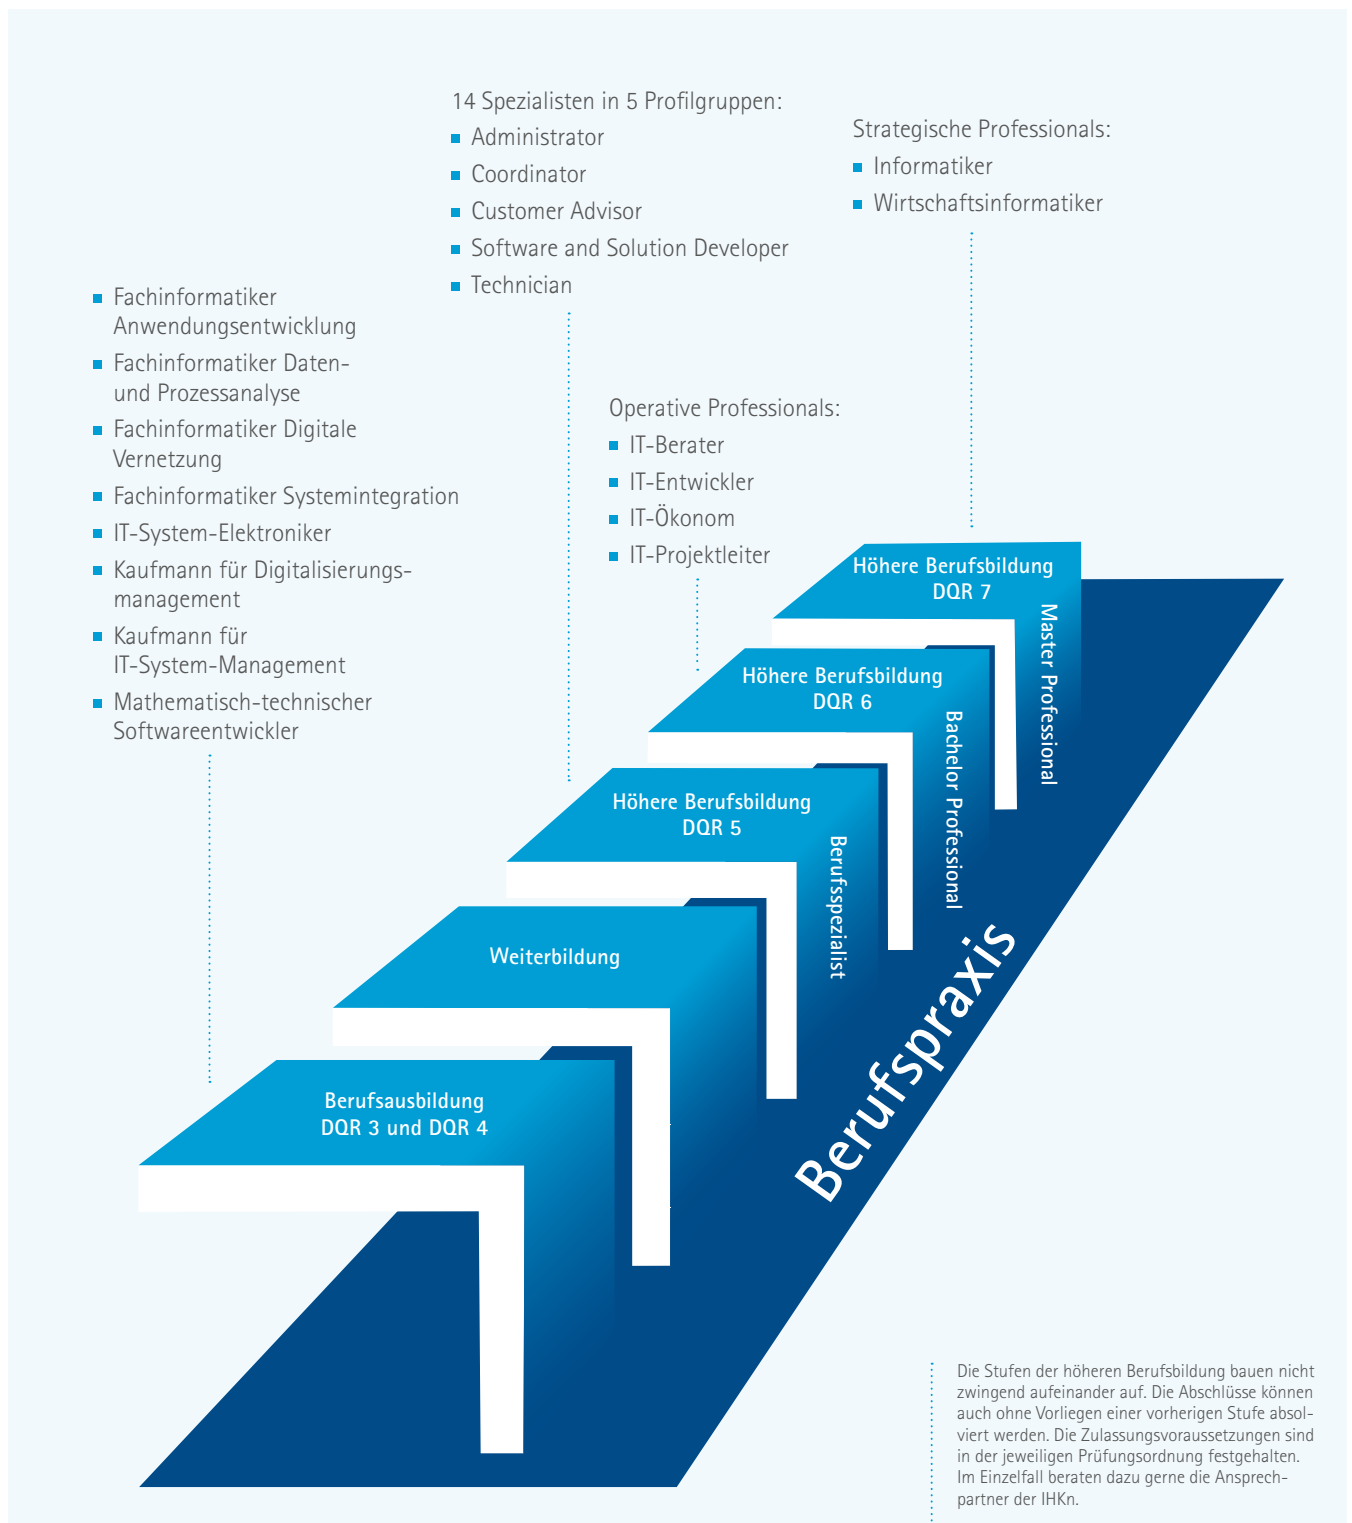 14 Spezialisten in 5 Profilgruppen:
Administrator
Coordinator
Customer Advisor
Software and Solution Developer
Technician
Strategische Professionals:
Informatiker
Wirtschaftsinformatiker
Fachinformatiker
Anwendungsentwicklung
Fachinformatiker Daten-
und Prozessanalyse
Fachinformatiker Digitale
Vernetzung
Fachinformatiker Systemintegration
IT-System-Elektroniker
Kaufmann für Digitalisierungs-
management
Kaufmann für
IT-System-Management
Mathematisch-technischer
Softwareentwickler
Operative Professionals:
IT-Berater
IT-Entwickler
IT-Ökonom
IT-Projektleiter
Höhere Berufsbildung
DQR 7
Master Professional
Höhere Berufsbildung
DQR 6
Bachelor Professional
Höhere Berufsbildung
DQR 5
Berufsspezialist
Weiterbildung
Berufsausbildung
DQR 3 und DQR 4
Berufspraxis
Die Stufen der höheren Berufsbildung bauen nicht
zwingend aufeinander auf. Die Abschlüsse können
auch ohne Vorliegen einer vorherigen Stufe absol-
viert werden. Die Zulassungsvoraussetzungen sind
in der jeweiligen Prüfungsordnung festgehalten.
Im Einzelfall beraten dazu gerne die Ansprech-
partner der IHKn.